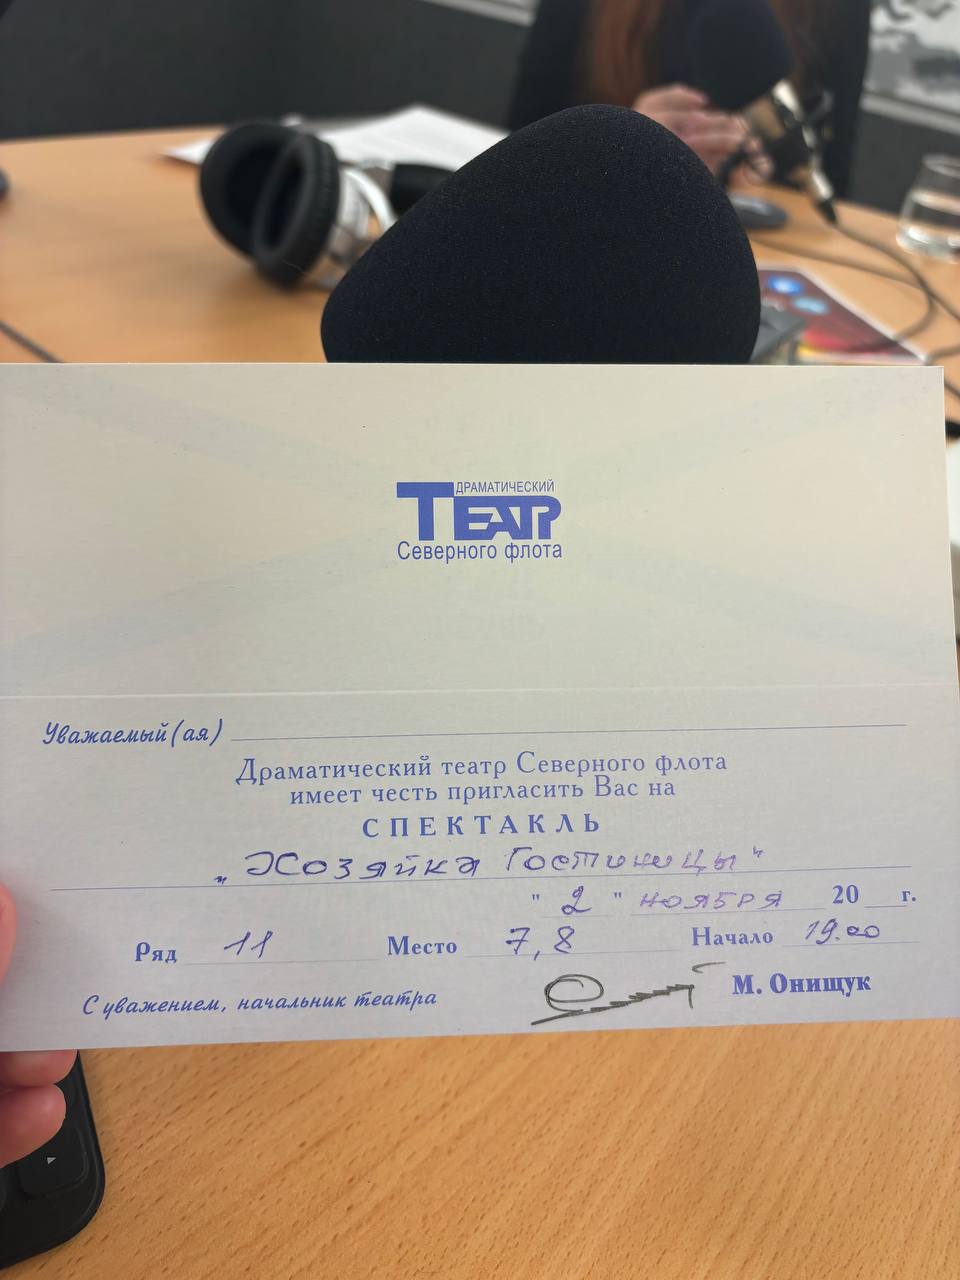 ДРАМАТИЧЕСКИЙ
ТЕАТР
Северного флота
Уважаемый(ая)
Драматический театр Северного флота
имеет честь пригласить Вас на
СПЕКТАКЛЬ
„Хозяйка Гостиницы"
" 2 " ноября 20 г.
Ряд 11 Место 7,8 Начало 19.00
С уважением, начальник театра М. Онищук